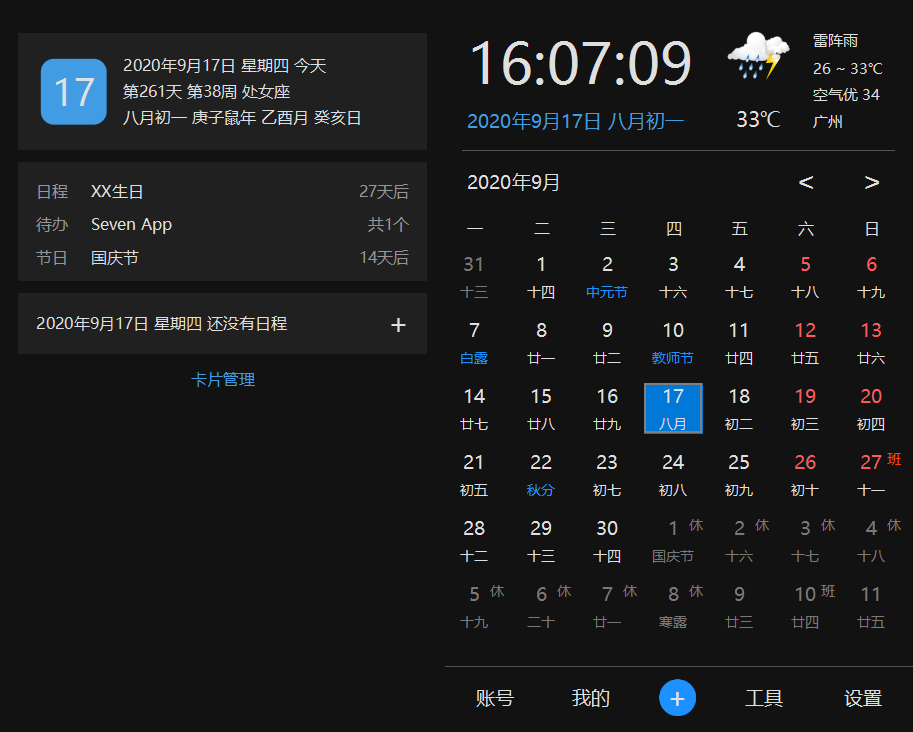 17
2020年9月17日 星期四 今天
第261天 第38周 处女座
八月初一 庚子鼠年 乙酉月 癸亥日
日程 XX生日 27天后
待办 Seven App 共1个
节日 国庆节 14天后
2020年9月17日 星期四 还没有日程 +
卡片管理
16:07:09
2020年9月17日 八月初一
33℃
雷阵雨
26 ~ 33℃
空气优 34
广州
2020年9月 < >
一 二 三 四 五 六 日
31 1 2 3 4 5 6
十三 十四 中元节 十六 十七 十八 十九
7 8 9 10 11 12 13
白露 廿一 廿二 教师节 廿四 廿五 廿六
14 15 16 17 18 19 20
廿七 廿八 廿九 八月 初二 初三 初四
21 22 23 24 25 26 27 班
初五 秋分 初七 初八 初九 初十 十一
28 29 30 1 休 2 休 3 休 4 休
十二 十三 十四 国庆节 十六 十七 十八
5 休 6 休 7 休 8 休 9 10 班 11
十九 二十 廿一 寒露 廿三 廿四 廿五
账号 我的 + 工具 设置